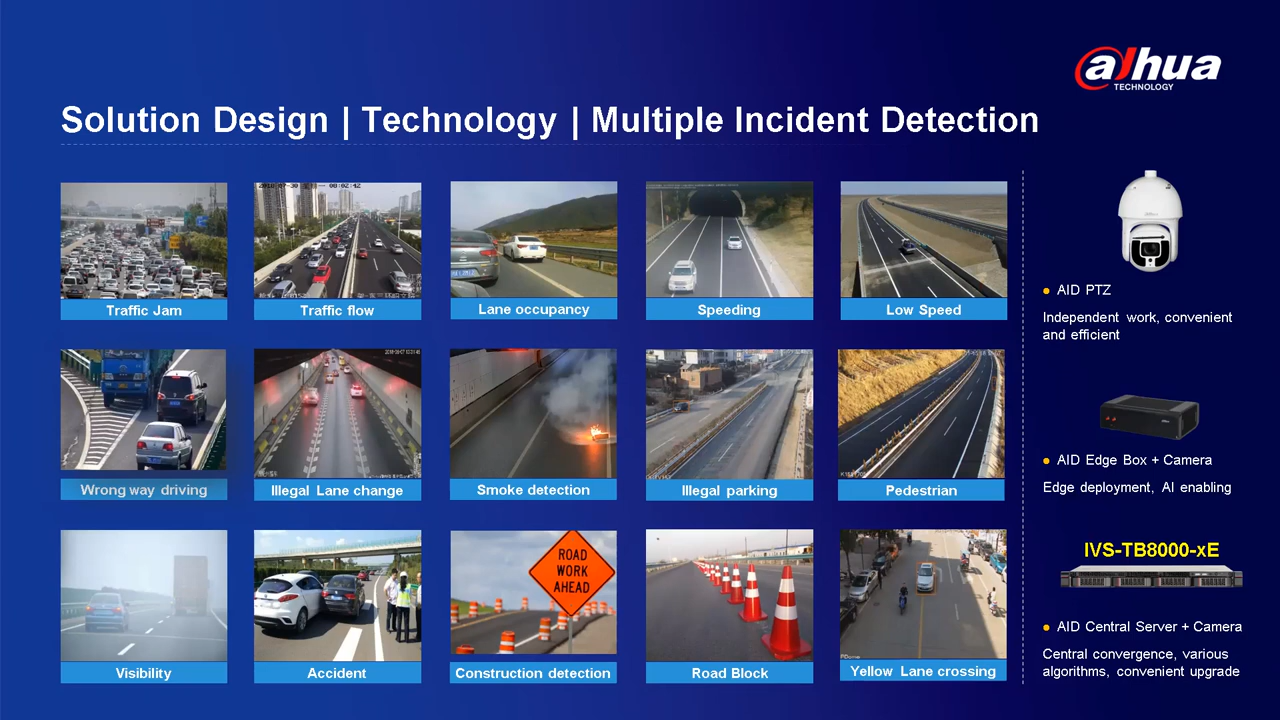 alhua
TECHNOLOGY
Solution Design | Technology | Multiple Incident Detection
Traffic Jam
Traffic flow
Lane occupancy
Speeding
Low Speed
Wrong way driving
Illegal Lane change
Smoke detection
Illegal parking
Pedestrian
Visibility
Accident
ROAD
WORK
AHEAD
Construction detection
Road Block
Yellow Lane crossing
AID PTZ
Independent work, convenient
and efficient
AID Edge Box + Camera
Edge deployment, AI enabling
IVS-TB8000-xE
AID Central Server + Camera
Central convergence, various
algorithms, convenient upgrade